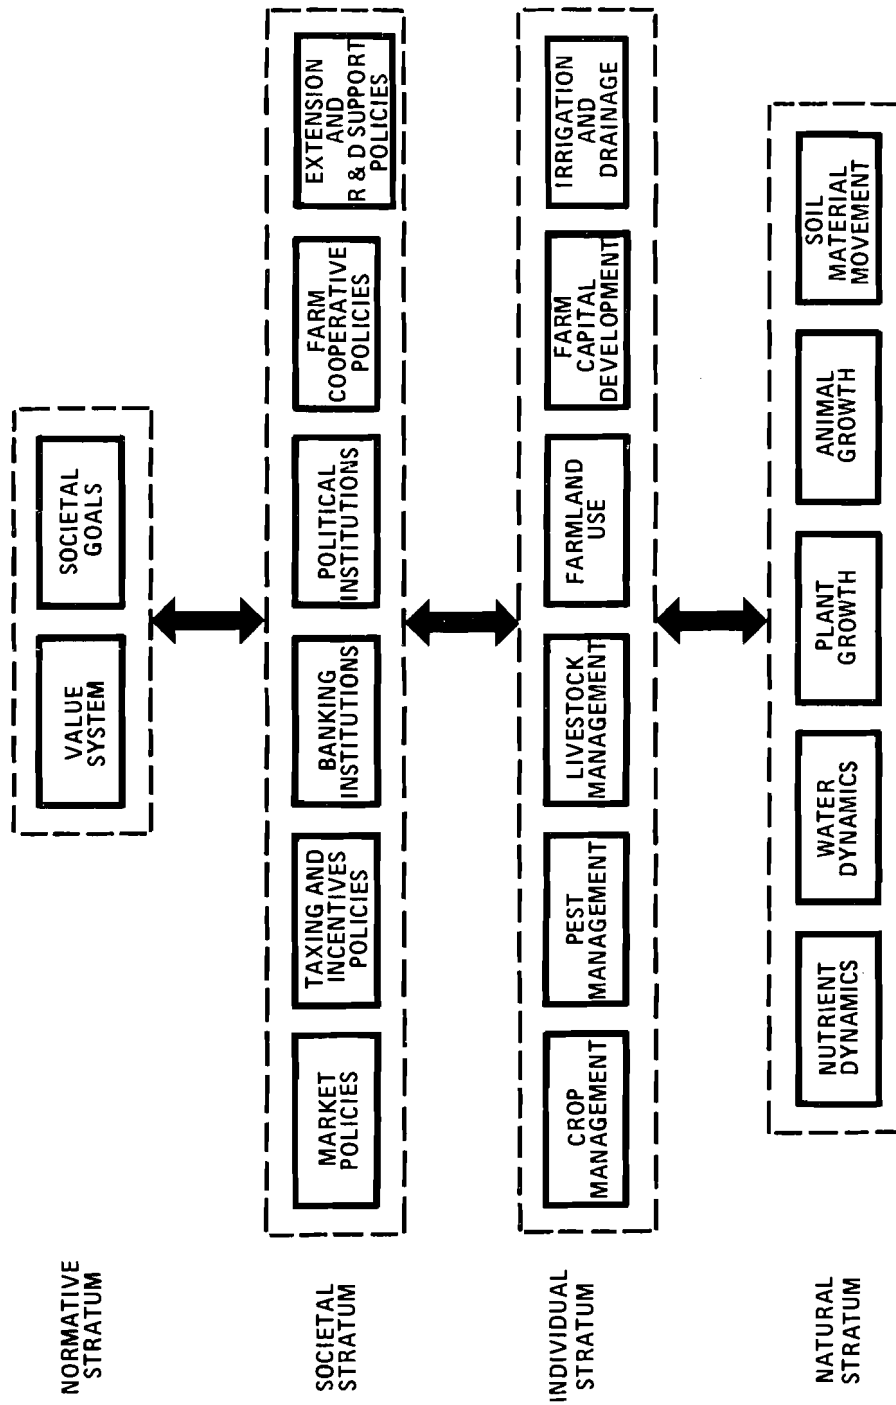 NORMATIVE
STRATUM
VALUE
SYSTEM
SOCIETAL
GOALS
SOCIETAL
STRATUM
MARKET
POLICIES
TAXING AND
INCENTIVES
POLICIES
BANKING
INSTITUTIONS
POLITICAL
INSTITUTIONS
FARM
COOPERATIVE
POLICIES
EXTENSION
AND
R & D SUPPORT
POLICIES
INDIVIDUAL
STRATUM
CROP
MANAGEMENT
PEST
MANAGEMENT
LIVESTOCK
MANAGEMENT
FARMLAND
USE
FARM
CAPITAL
DEVELOPMENT
IRRIGATION
AND
DRAINAGE
NATURAL
STRATUM
NUTRIENT
DYNAMICS
WATER
DYNAMICS
PLANT
GROWTH
ANIMAL
GROWTH
SOIL
MATERIAL
MOVEMENT